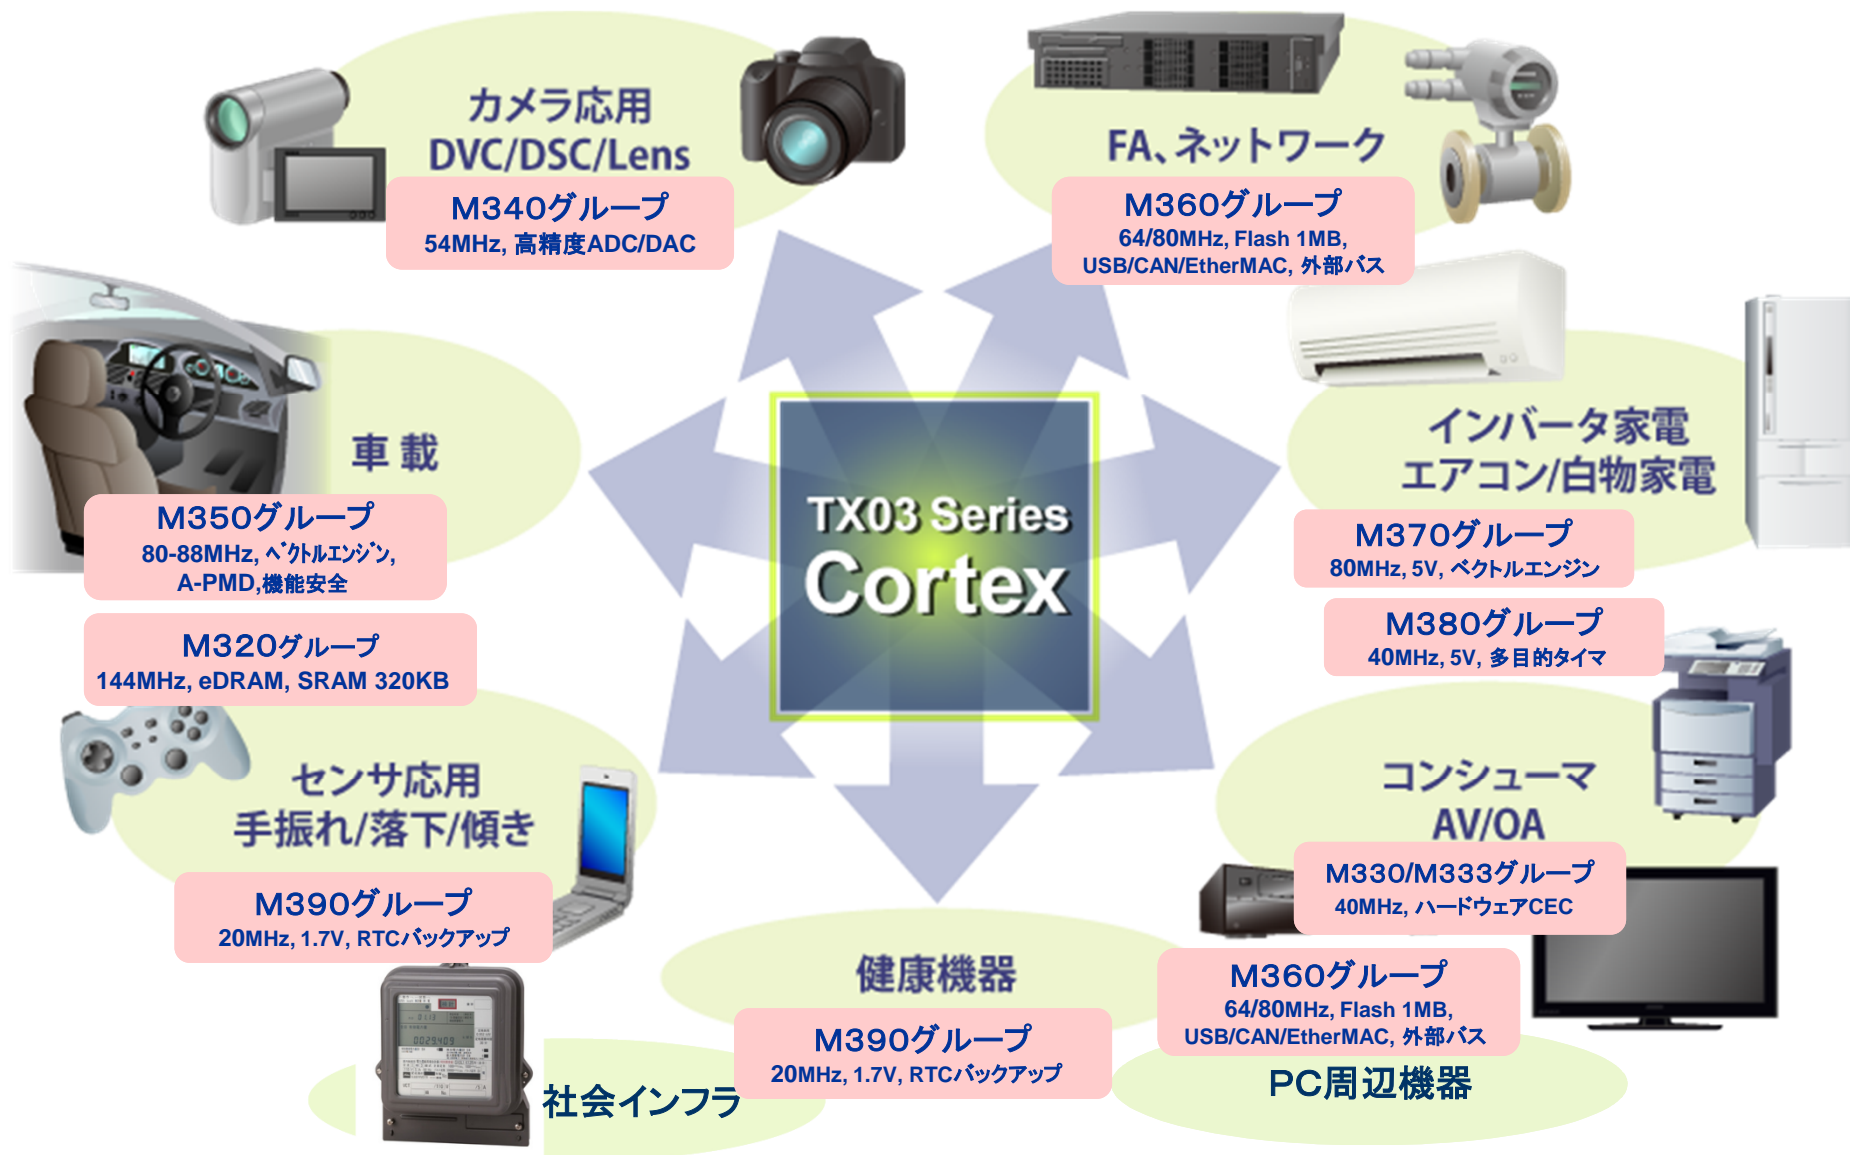 カメラ応用
DVC/DSC/Lens
M340グループ
54MHz, 高精度ADC/DAC
FA、ネットワーク
M360グループ
64/80MHz, Flash 1MB,
USB/CAN/EtherMAC, 外部バス
車 載
M350グループ
80-88MHz, ベクトルエンジン,
A-PMD,機能安全
インバータ家電
エアコン/白物家電
M370グループ
80MHz, 5V, ベクトルエンジン
M380グループ
40MHz, 5V, 多目的タイマ
TX03 Series
Cortex
M320グループ
144MHz, eDRAM, SRAM 320KB
センサ応用
手振れ/落下/傾き
M390グループ
20MHz, 1.7V, RTCバックアップ
コンシューマ
AV/OA
M330/M333グループ
40MHz, ハードウェアCEC
健康機器
M390グループ
20MHz, 1.7V, RTCバックアップ
M360グループ
64/80MHz, Flash 1MB,
USB/CAN/EtherMAC, 外部バス
社会インフラ
PC周辺機器